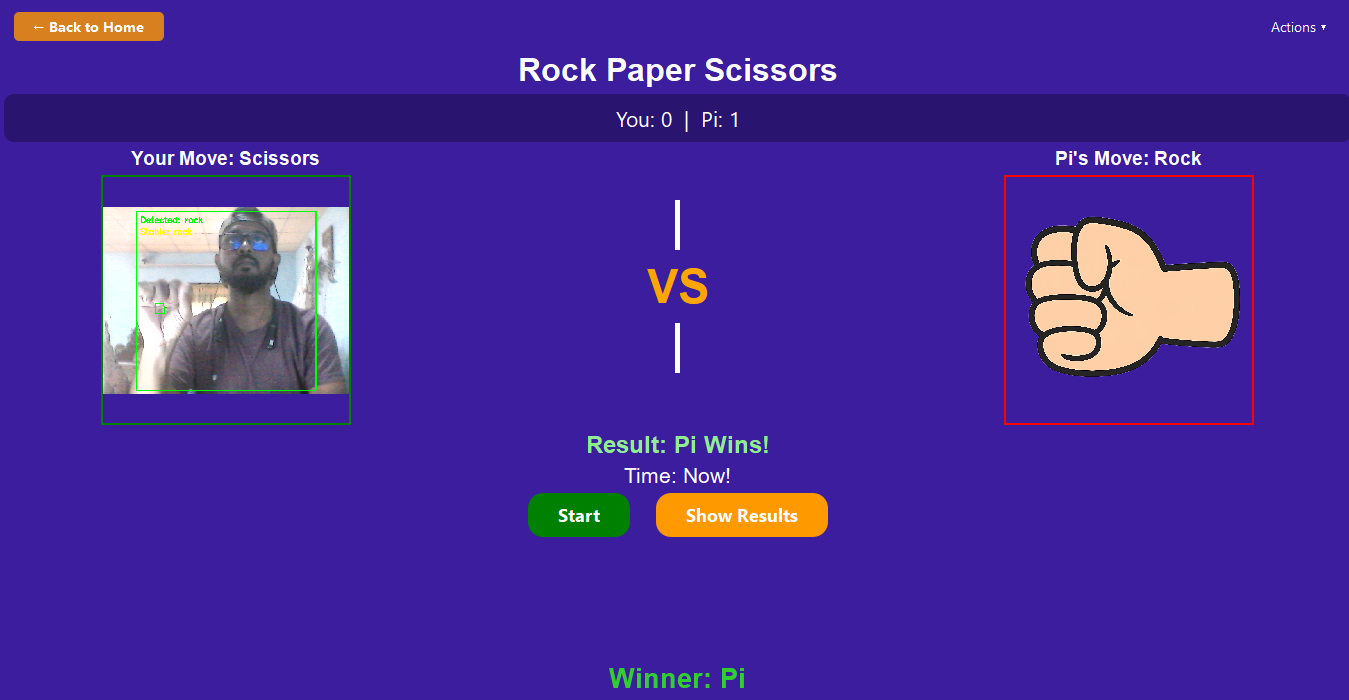 ← Back to Home
Actions ▾
Rock Paper Scissors
You: 0 | Pi: 1
Your Move: Scissors
Pi's Move: Rock
Detected: rock
Stable: rock
VS
Result: Pi Wins!
Time: Now!
Start
Show Results
Winner: Pi